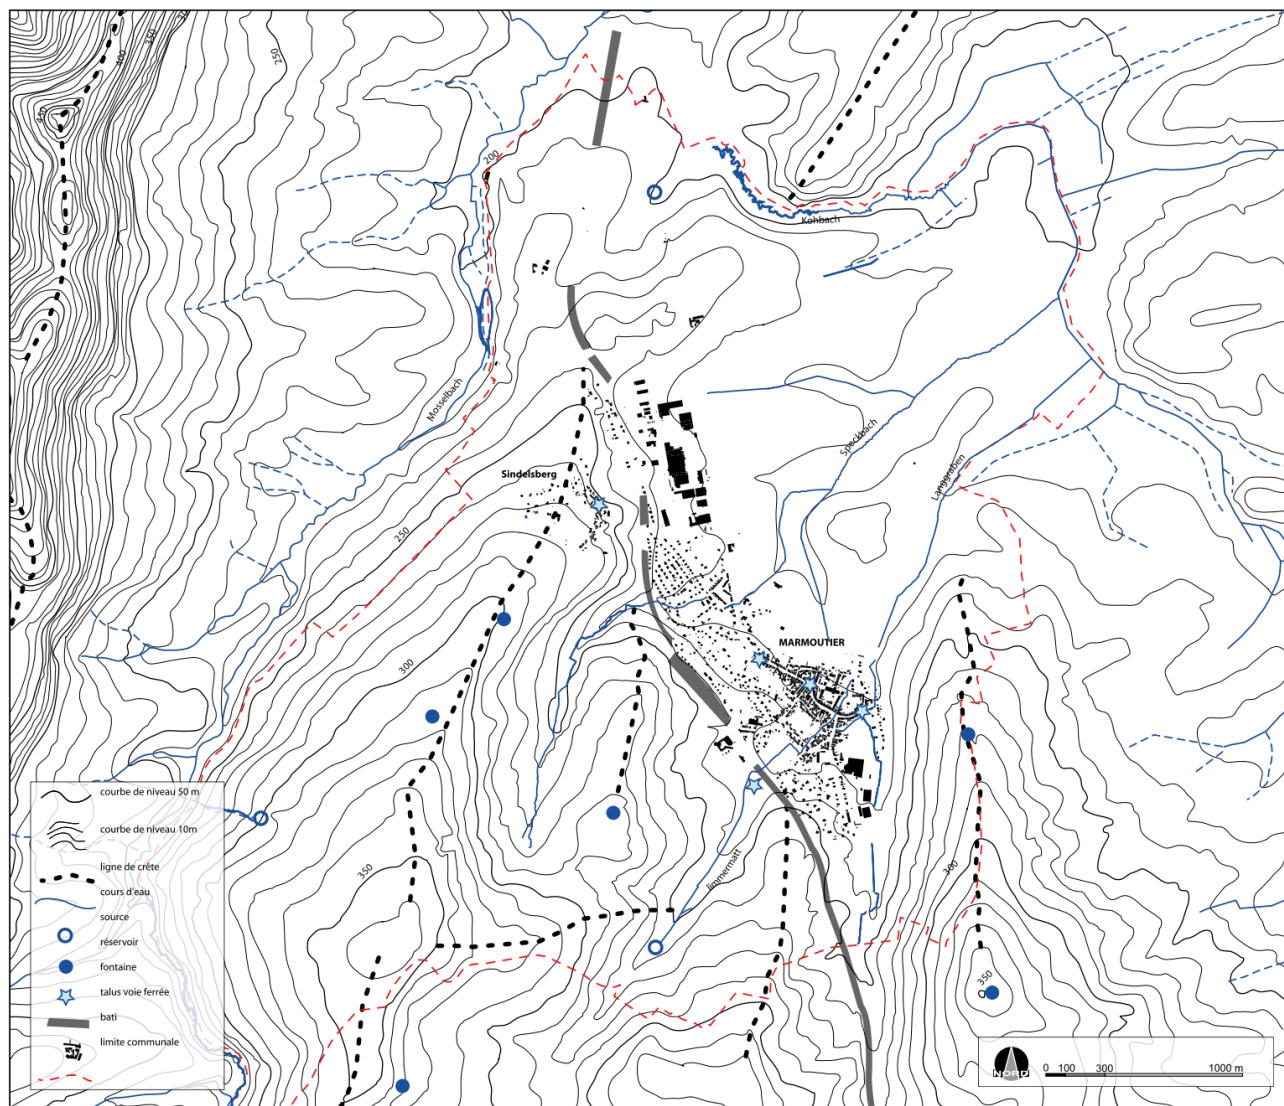 350
400
350
250
450
200
Kohbach
Mosselbach
Speckbach
Sindelsberg
Langgraben
250
MARMOUTIER
300
courbe de niveau 50 m
courbe de niveau 10m
350
Jimmermatt
300
ligne de crête
cours d'eau
source
réservoir
fontaine
350
talus voie ferrée
bati
limite communale
NORD
0 100 300 1000 m